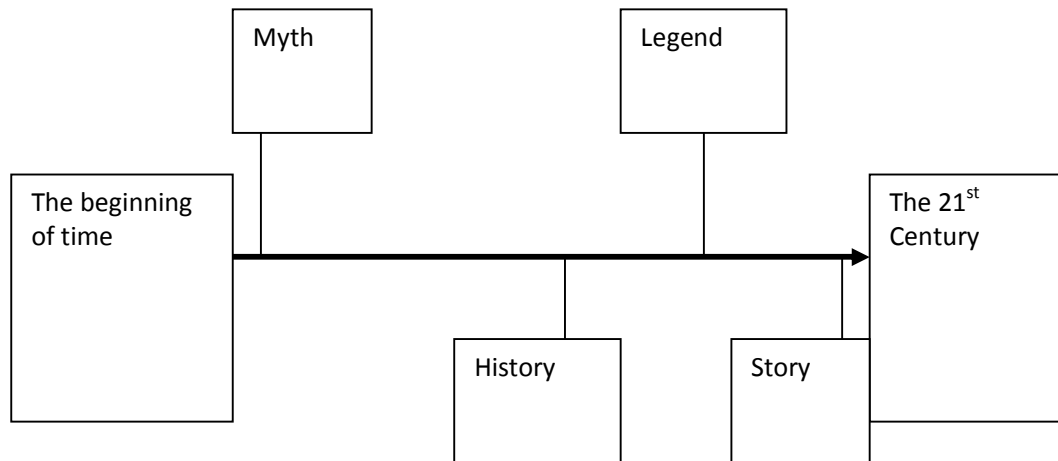 Myth
Legend
The beginning
of time
The 21st
Century
History
Story